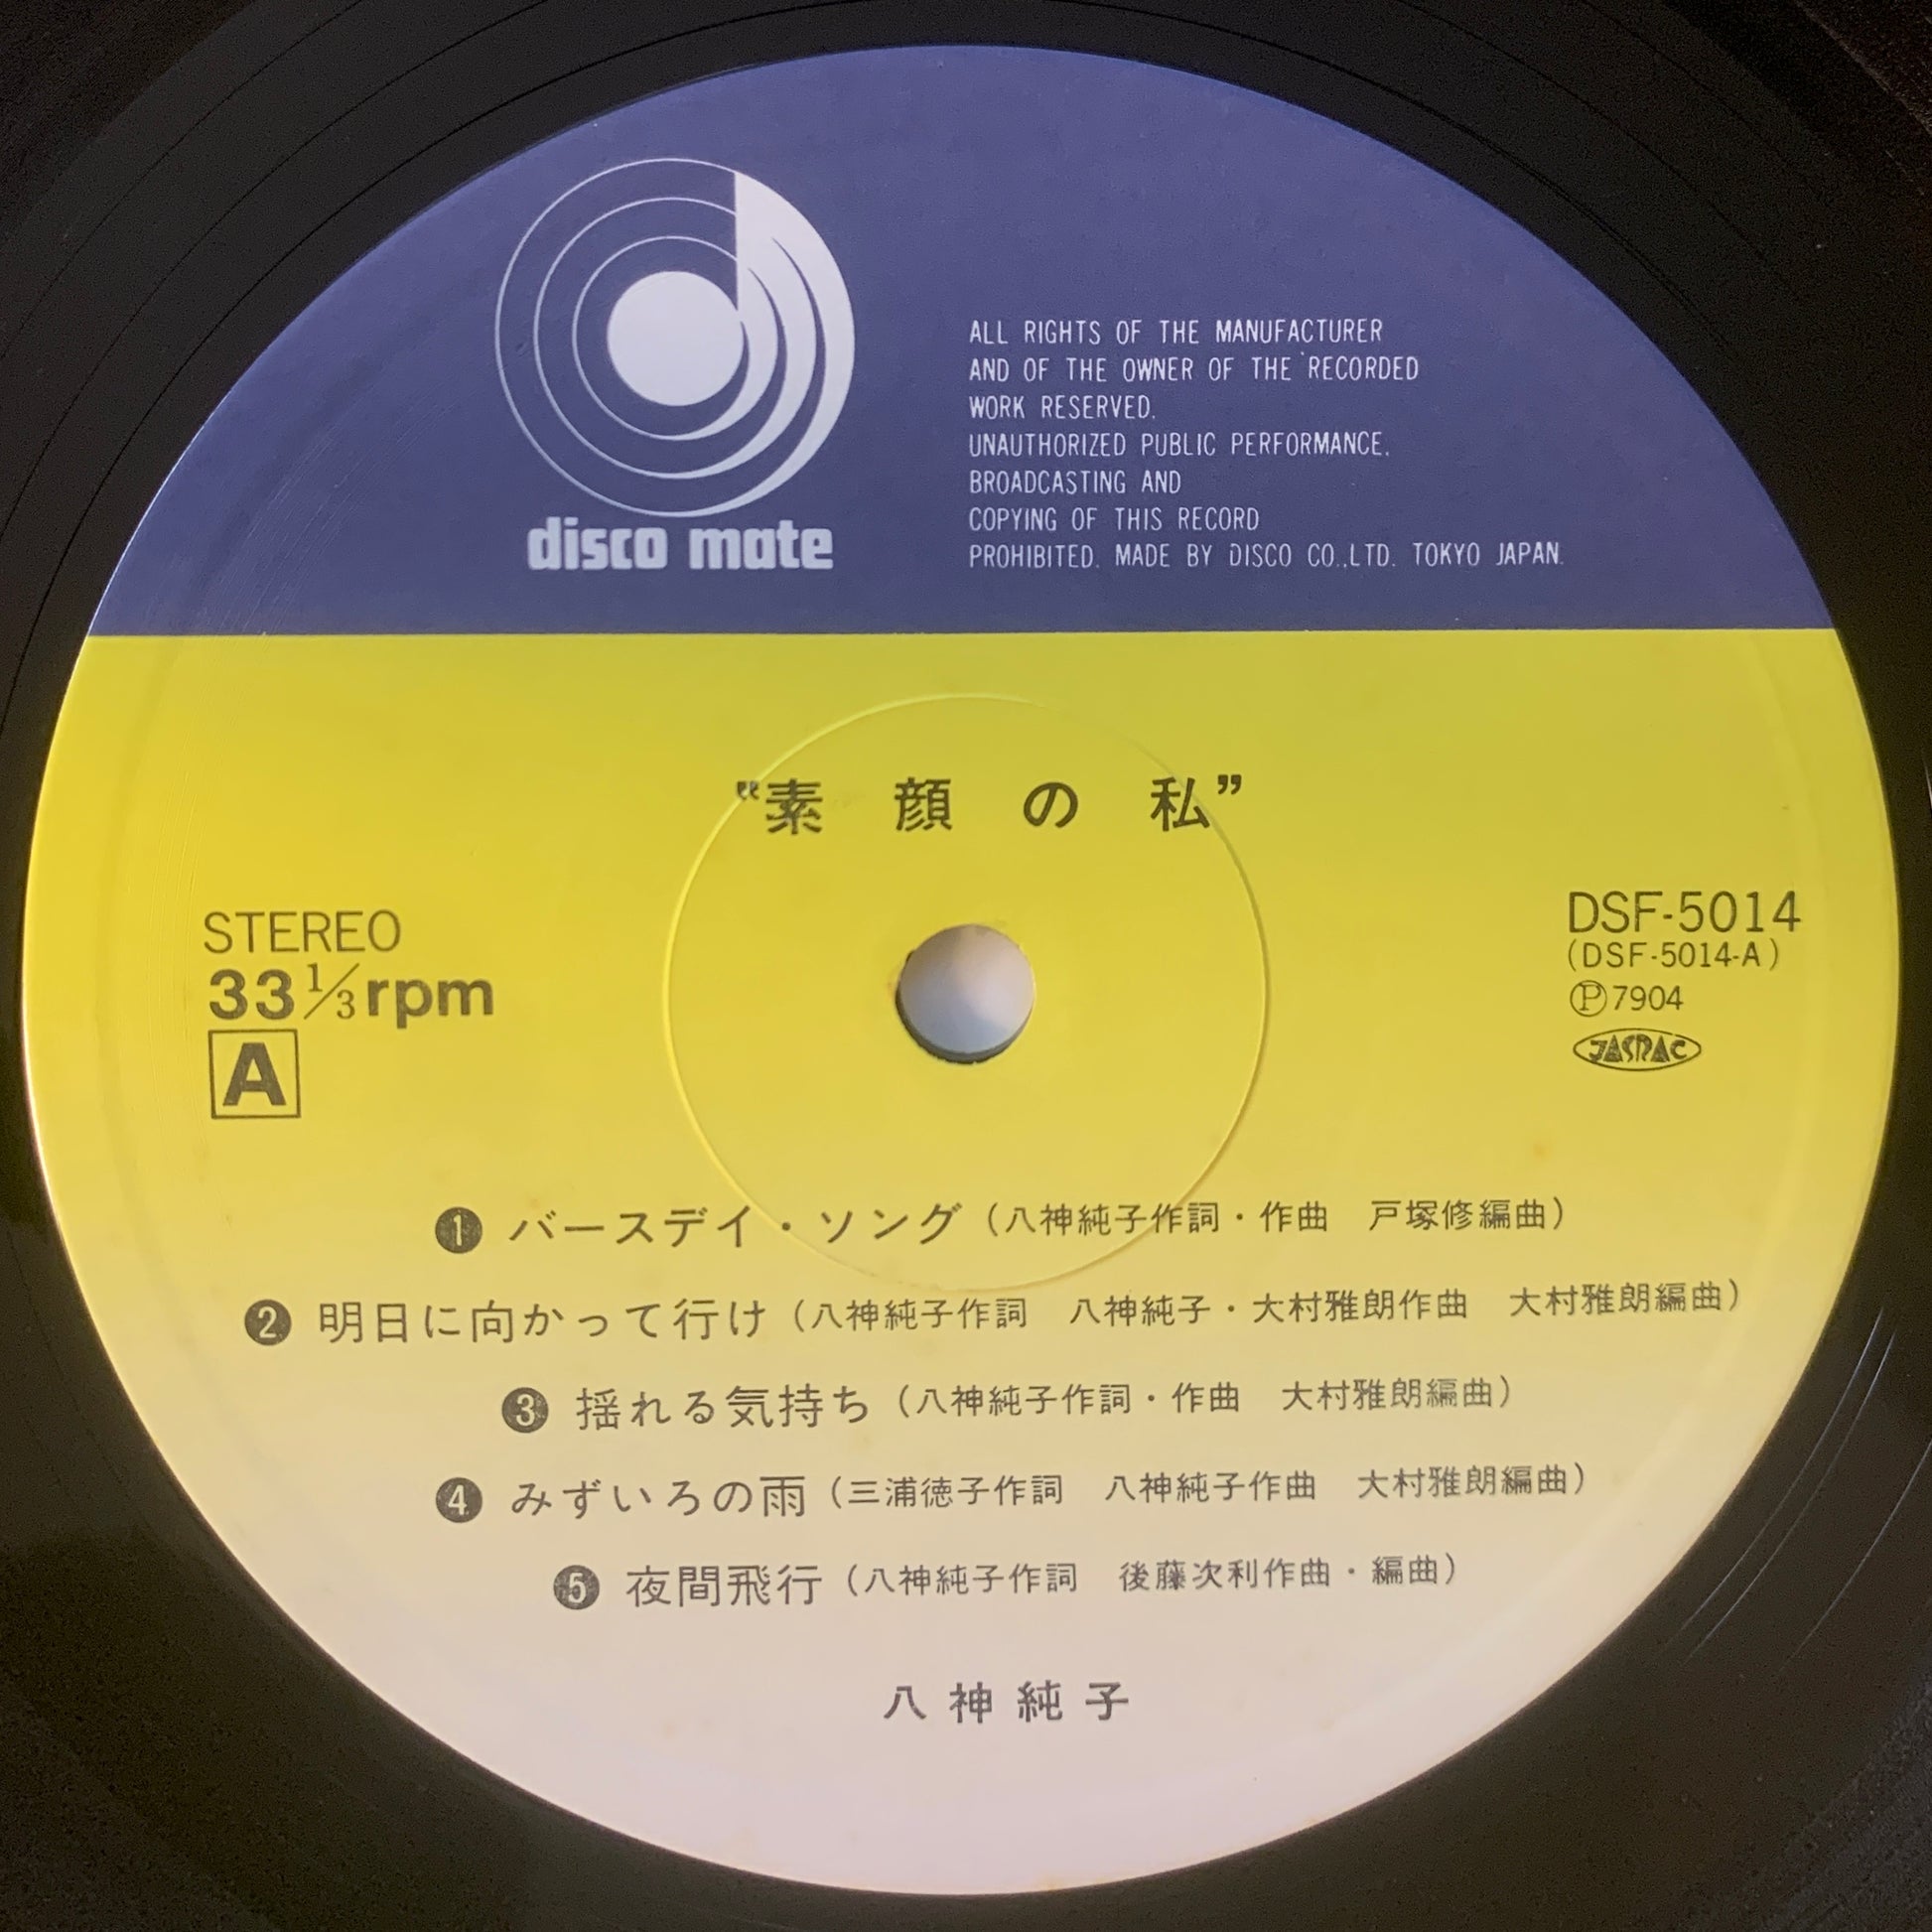 disco mate
ALL RIGHTS OF THE MANUFACTURER
AND OF THE OWNER OF THE RECORDED
WORK RESERVED.
UNAUTHORIZED PUBLIC PERFORMANCE.
BROADCASTING AND
COPYING OF THIS RECORD
PROHIBITED. MADE BY DISCO CO.,LTD. TOKYO JAPAN.
“素顔の私”
STEREO
33⅓rpm
A
DSF-5014
(DSF-5014-A)
Ⓟ7904
JASRAC
❶ バースデイ・ソング（八神純子作詞・作曲　戸塚修編曲）
❷ 明日に向かって行け（八神純子作詞　八神純子・大村雅朗作曲　大村雅朗編曲）
❸ 揺れる気持ち（八神純子作詞・作曲　大村雅朗編曲）
❹ みずいろの雨（三浦徳子作詞　八神純子作曲　大村雅朗編曲）
❺ 夜間飛行（八神純子作詞　後藤次利作曲・編曲）
八神純子